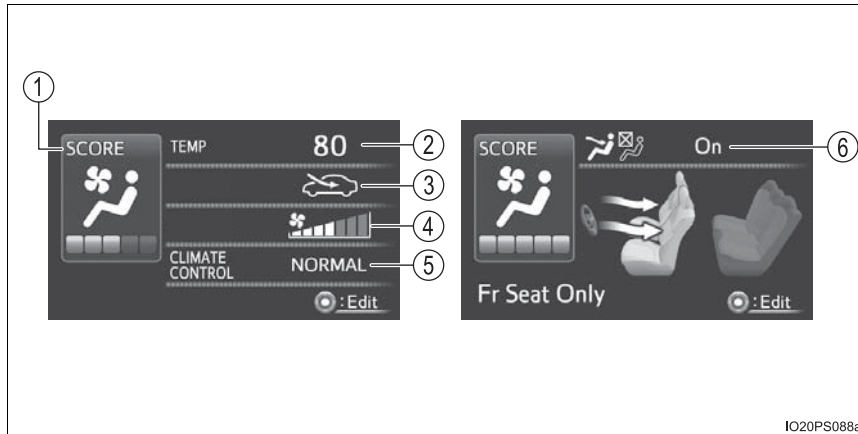 1
SCORE
TEMP
80
2
3
4
CLIMATE
CONTROL
NORMAL
5
:Edit
SCORE
On
6
Fr Seat Only
:Edit
IO20PS088a